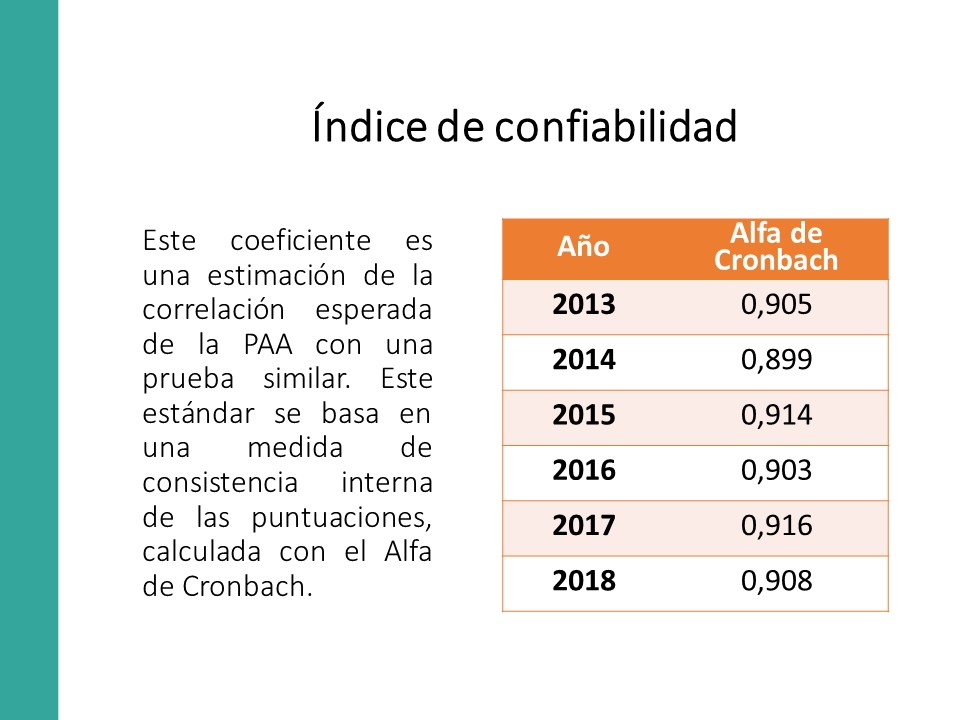 Índice de confiabilidad
Este coeficiente es
una estimación de la
correlación esperada
de la PAA con una
prueba similar. Este
estándar se basa en
una medida de
consistencia interna
de las puntuaciones,
calculada con el Alfa
de Cronbach.
Año
Alfa de
Cronbach
2013 0,905
2014 0,899
2015 0,914
2016 0,903
2017 0,916
2018 0,908